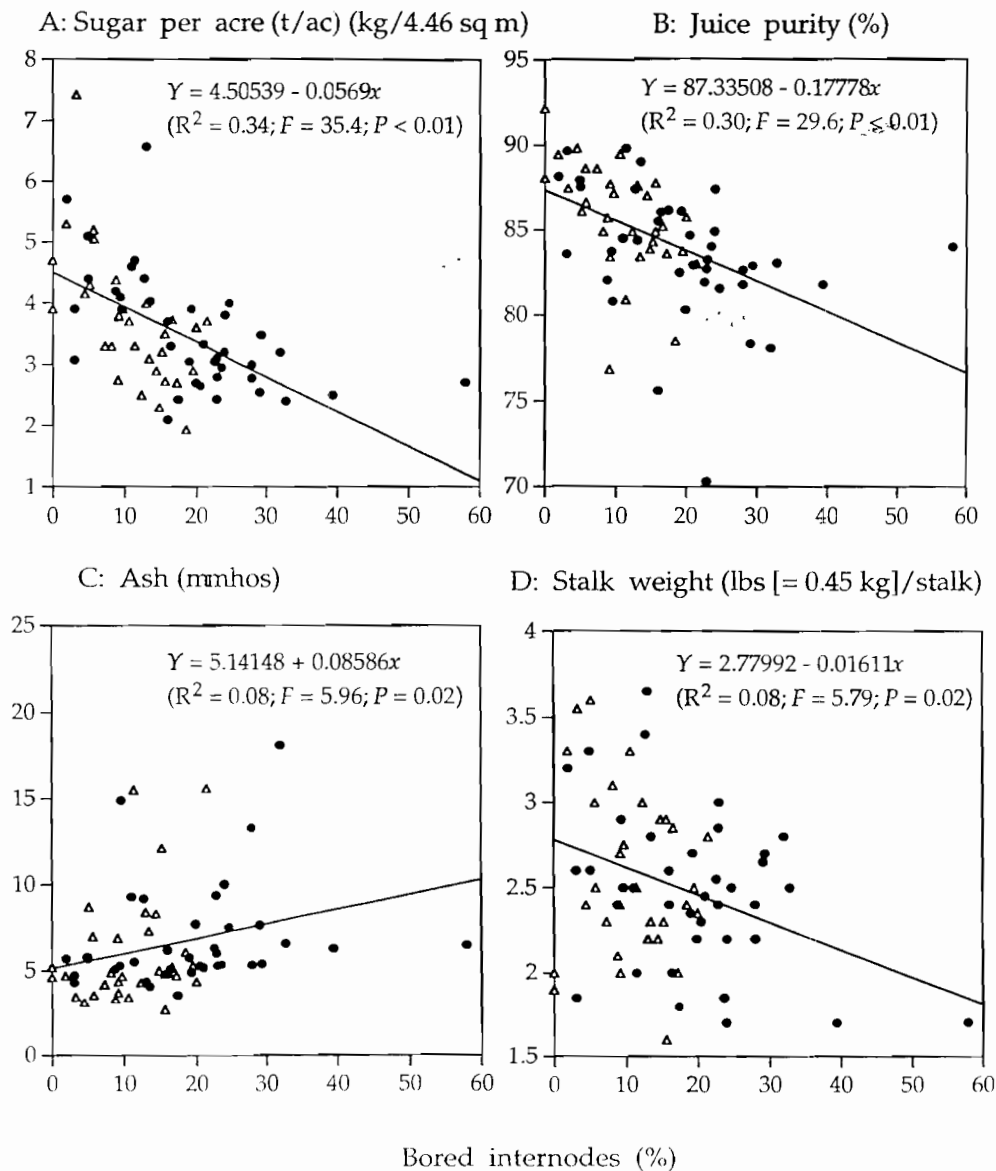 A: Sugar per acre (t/ac) (kg/4.46 sq m)
Y = 4.50539 - 0.0569x
(R² = 0.34; F = 35.4; P < 0.01)
8
7
6
5
4
3
2
1
0 10 20 30 40 50 60
B: Juice purity (%)
Y = 87.33508 - 0.17778x
(R² = 0.30; F = 29.6; P ≤ 0.01)
95
90
85
80
75
70
0 10 20 30 40 50 60
C: Ash (mmhos)
Y = 5.14148 + 0.08586x
(R² = 0.08; F = 5.96; P = 0.02)
25
20
15
10
5
0
0 10 20 30 40 50 60
D: Stalk weight (lbs [= 0.45 kg]/stalk)
Y = 2.77992 - 0.01611x
(R² = 0.08; F = 5.79; P = 0.02)
4
3.5
3
2.5
2
1.5
0 10 20 30 40 50 60
Bored internodes (%)